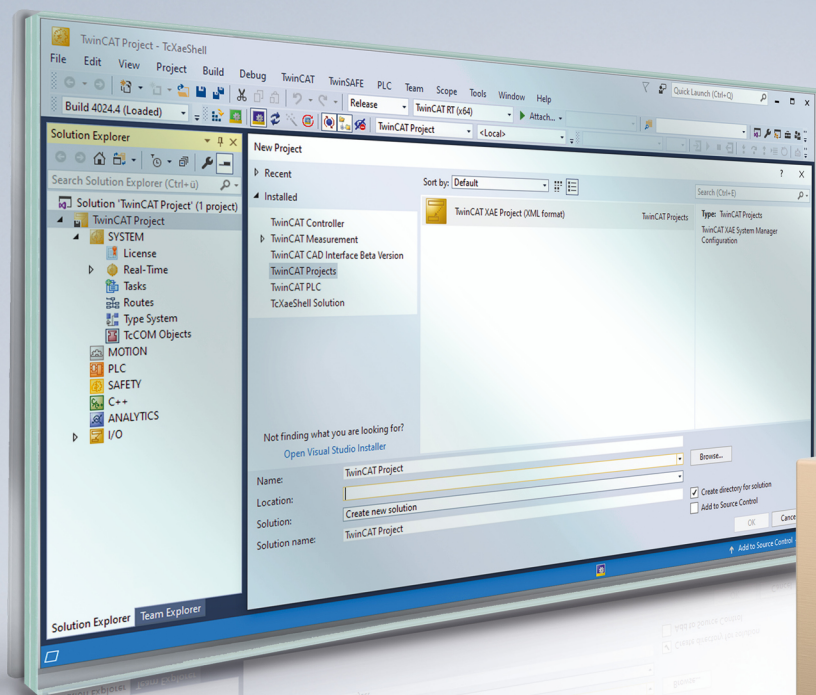 TwinCAT Project - TcXaeShell
File Edit View Project Build Debug TwinCAT TwinSAFE PLC Team Scope Tools Window Help
Quick Launch (Ctrl+Q)
Release TwinCAT RT (x64) Attach...
Build 4024.4 (Loaded) TwinCAT Project <Local>
Solution Explorer
Search Solution Explorer (Ctrl+ü)
Solution 'TwinCAT Project' (1 project)
TwinCAT Project
SYSTEM
License
Real-Time
Tasks
Routes
Type System
TcCOM Objects
MOTION
PLC
SAFETY
C++
ANALYTICS
I/O
Solution Explorer Team Explorer
New Project
Recent
Installed
TwinCAT Controller
TwinCAT Measurement
TwinCAT CAD Interface Beta Version
TwinCAT Projects
TwinCAT PLC
TcXaeShell Solution
Not finding what you are looking for?
Open Visual Studio Installer
Sort by: Default
Search (Ctrl+E)
TwinCAT XAE Project (XML format) TwinCAT Projects
Type: TwinCAT Projects
TwinCAT XAE System Manager
Configuration
Name: TwinCAT Project
Location:
Browse...
Solution: Create new solution
Solution name: TwinCAT Project
Create directory for solution
Add to Source Control
OK Cance
Add to Source Control